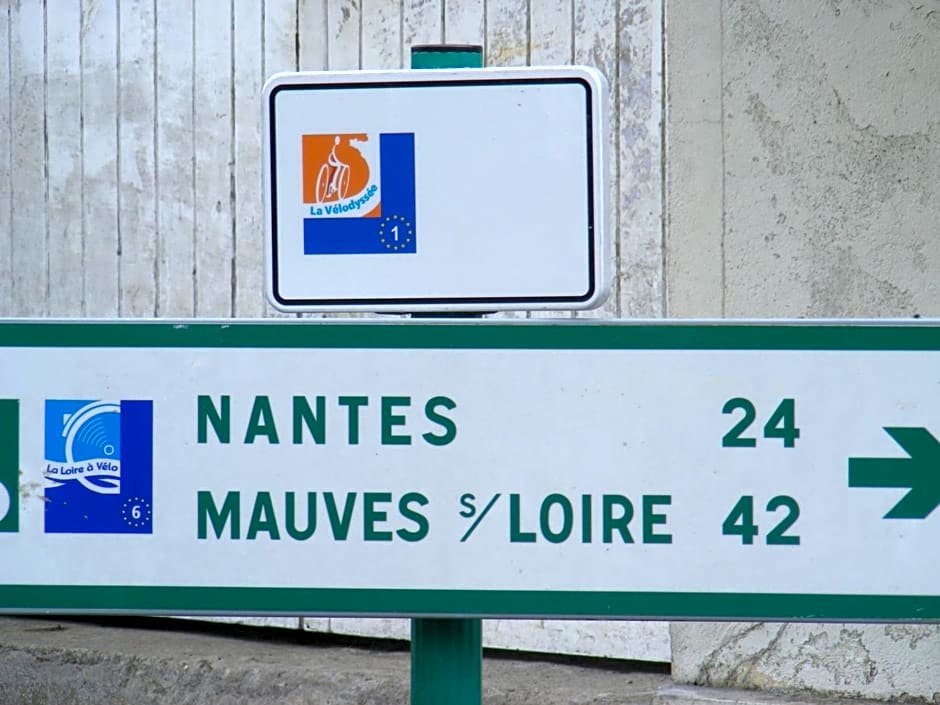 La Vélodyssée
1
La Loire à Vélo
6
NANTES 24
MAUVES S/LOIRE 42